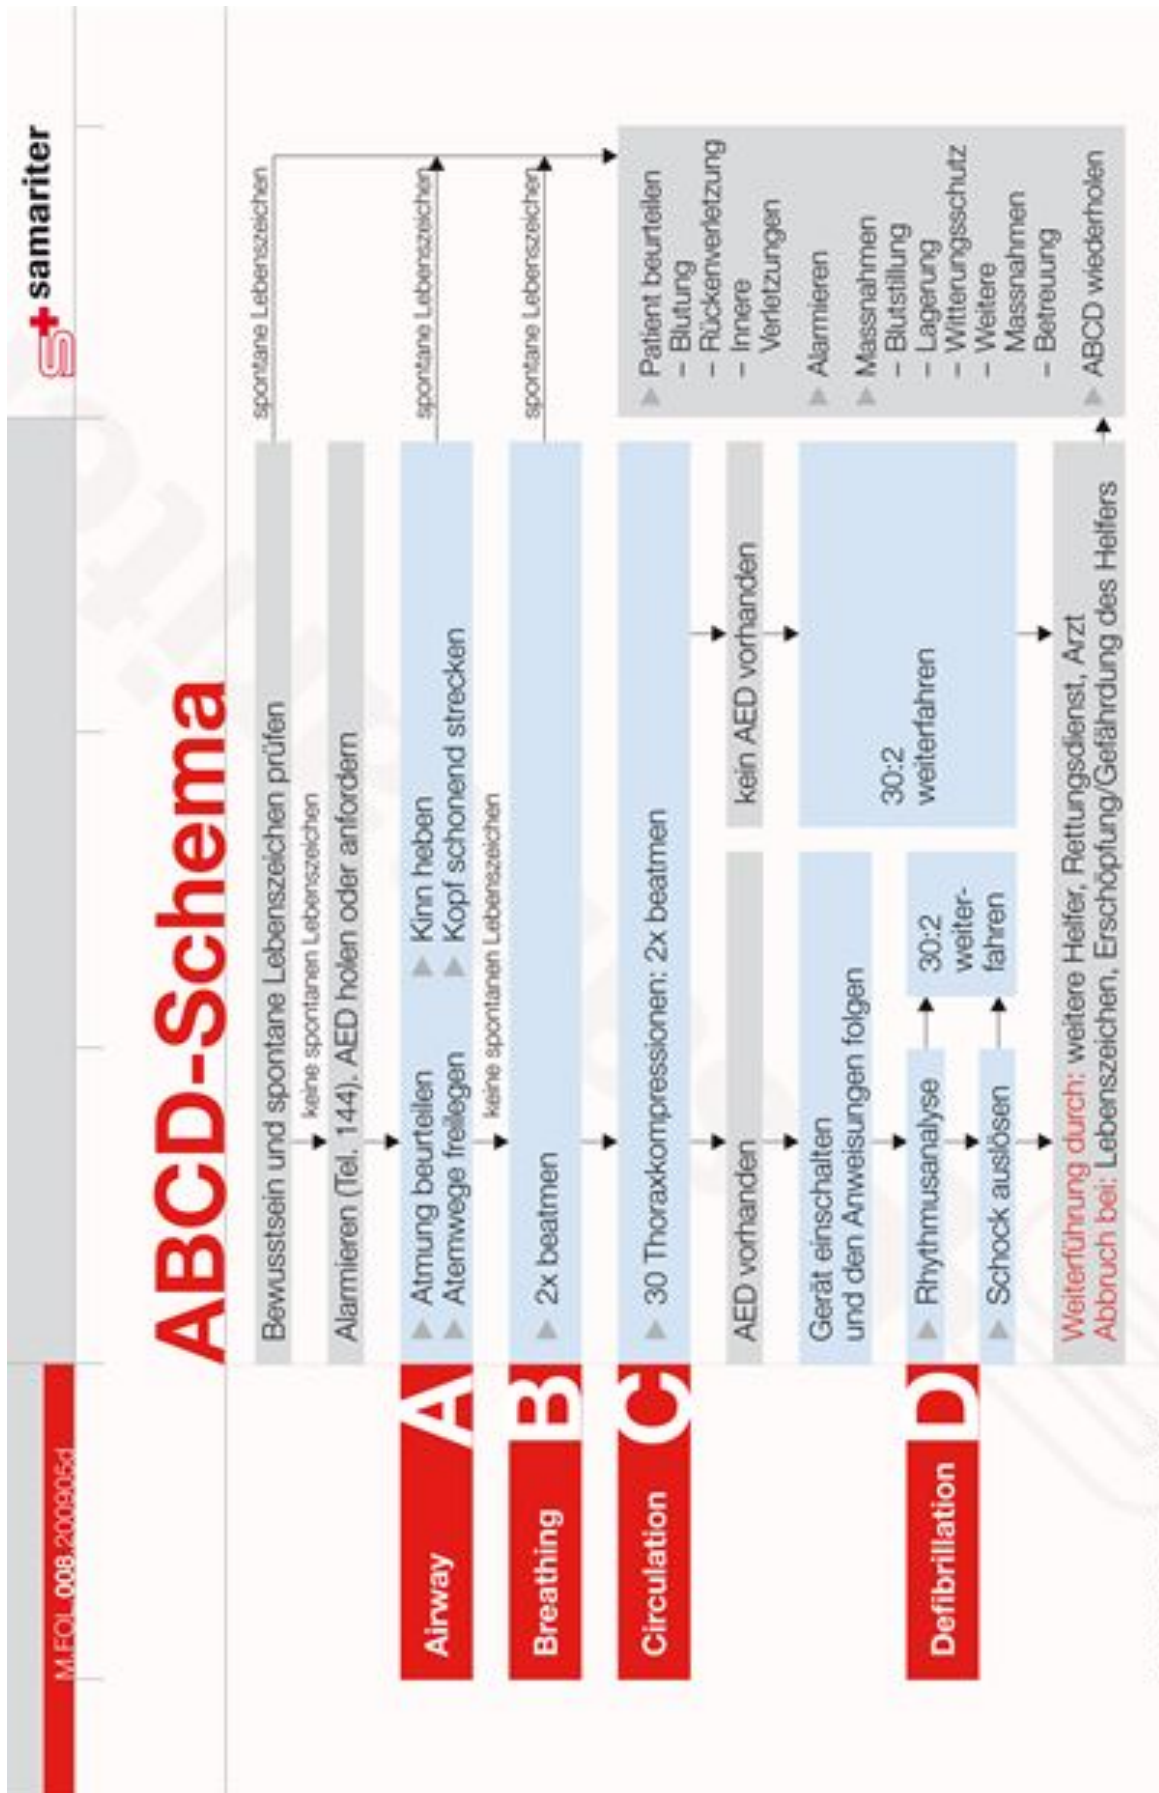 M.FOL.008.200905d
s+ samariter
ABCD-Schema
Bewusstsein und spontane Lebenszeichen prüfen
spontane Lebenszeichen
keine spontanen Lebenszeichen
Alarmieren (Tel. 144). AED holen oder anfordern
Airway
A
Atmung beurteilen
Atemwege freilegen
Kinn heben
Kopf schonend strecken
spontane Lebenszeichen
keine spontanen Lebenszeichen
Breathing
B
2x beatmen
spontane Lebenszeichen
Circulation
C
30 Thoraxkompressionen: 2x beatmen
AED vorhanden
kein AED vorhanden
Gerät einschalten
und den Anweisungen folgen
30:2
weiterfahren
Defibrillation
D
Rhythmusanalyse
Schock auslösen
30:2
weiter-
fahren
Patient beurteilen
– Blutung
– Rückenverletzung
– Innere
Verletzungen
Alarmieren
Massnahmen
– Blutstillung
– Lagerung
– Witterungsschutz
– Weitere
Massnahmen
– Betreuung
ABCD wiederholen
Weiterführung durch: weitere Helfer, Rettungsdienst, Arzt
Abbruch bei: Lebenszeichen, Erschöpfung/Gefährdung des Helfers